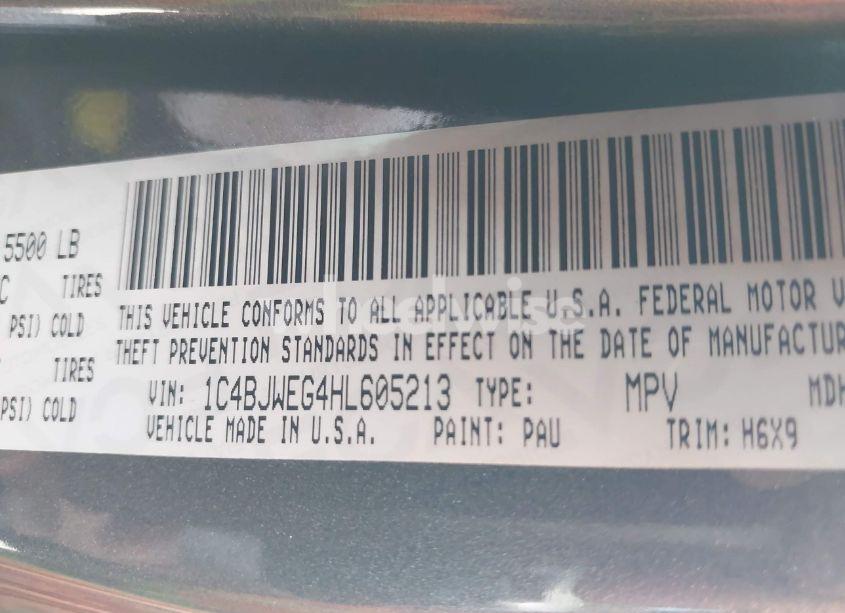 5500 LB
C TIRES
PSI) COLD
TIRES
PSI) COLD
THIS VEHICLE CONFORMS TO ALL APPLICABLE U.S.A. FEDERAL MOTOR V
THEFT PREVENTION STANDARDS IN EFFECT ON THE DATE OF MANUFACTUR
VIN: 1C4BJWEG4HL605213 TYPE: MPV MDH
VEHICLE MADE IN U.S.A. PAINT: PAU TRIM: H6X9